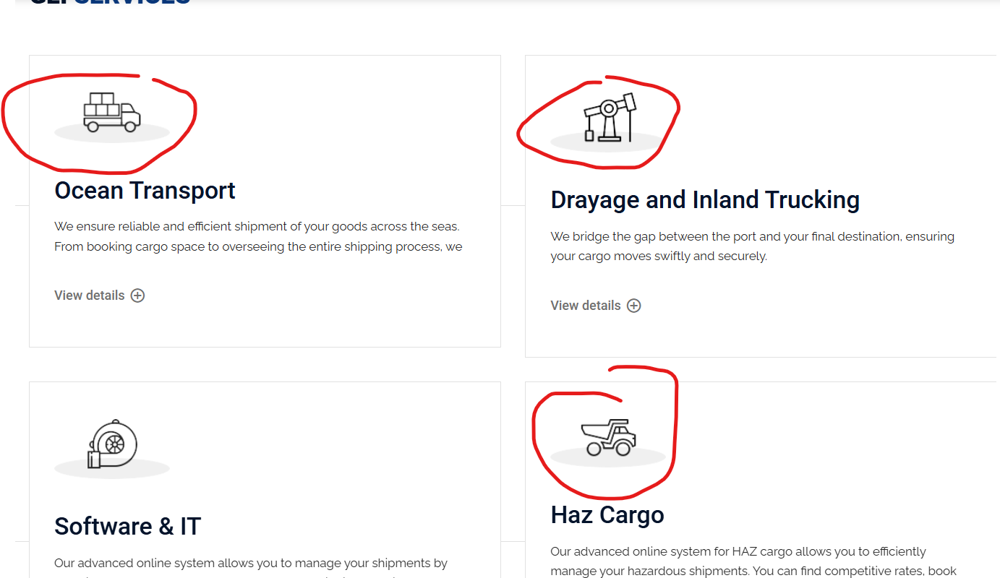 SERVICES
Ocean Transport
We ensure reliable and efficient shipment of your goods across the seas.
From booking cargo space to overseeing the entire shipping process, we
View details
Drayage and Inland Trucking
We bridge the gap between the port and your final destination, ensuring
your cargo moves swiftly and securely.
View details
Software & IT
Our advanced online system allows you to manage your shipments by
Haz Cargo
Our advanced online system for HAZ cargo allows you to efficiently
manage your hazardous shipments. You can find competitive rates, book